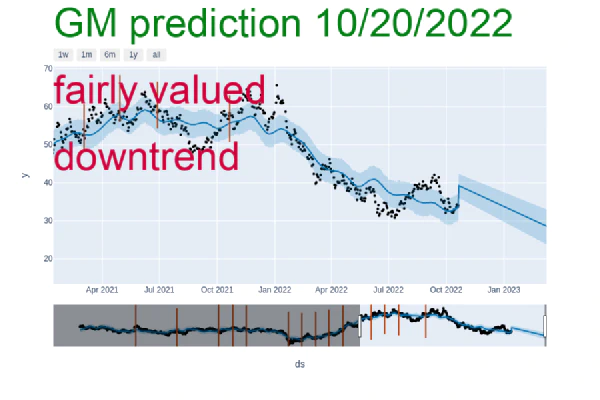 GM prediction 10/20/2022
1w 1m 6m 1y all
70
fairly valued
60
50
downtrend
40
y
30
20
Apr 2021 Jul 2021 Oct 2021 Jan 2022 Apr 2022 Jul 2022 Oct 2022 Jan 2023
ds